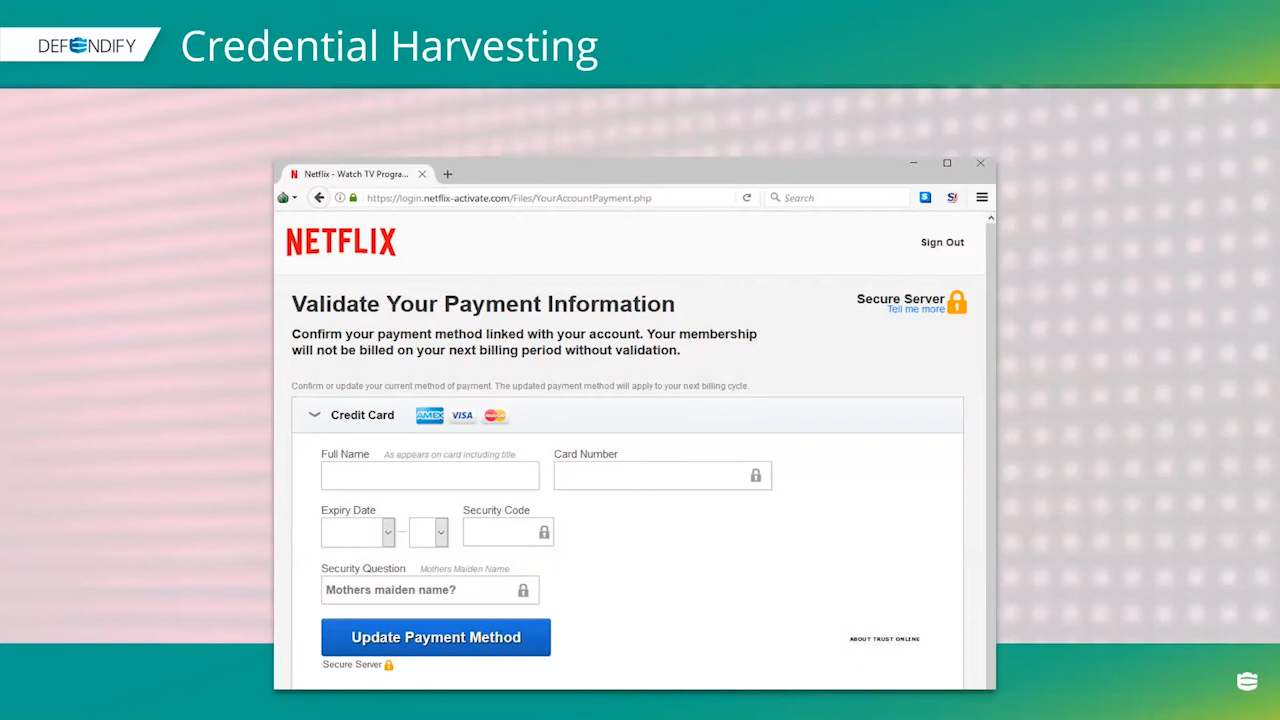 DEFENDIFY
Credential Harvesting
N Netflix - Watch TV Progra...
https://login.netflix-activate.com/Files/YourAccountPayment.php
Search
S
S!
NETFLIX
Sign Out
Validate Your Payment Information
Secure Server
Tell me more
Confirm your payment method linked with your account. Your membership
will not be billed on your next billing period without validation.
Confirm or update your current method of payment. The updated payment method will apply to your next billing cycle.
Credit Card AMEX VISA MasterCard
Full Name As appears on card including title
Card Number
Expiry Date
Security Code
Security Question Mothers Maiden Name
Mothers maiden name?
Update Payment Method
ABOUT TRUST ONLINE
Secure Server